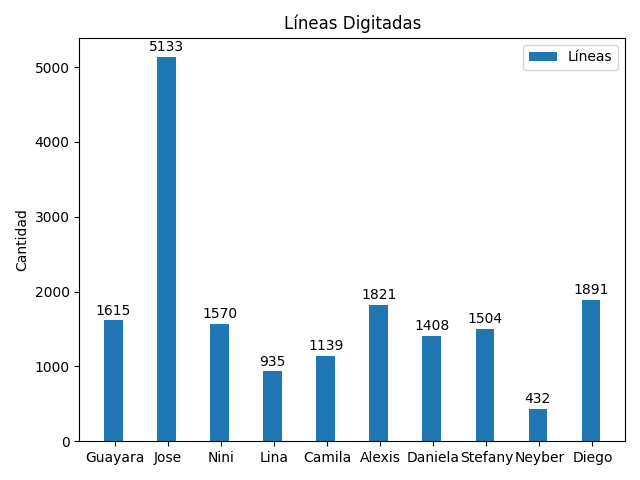 Líneas Digitadas
Líneas
Cantidad
5000
4000
3000
2000
1000
0
1615
5133
1570
935
1139
1821
1408
1504
432
1891
Guayara
Jose
Nini
Lina
Camila
Alexis
Daniela
Stefany
Neyber
Diego